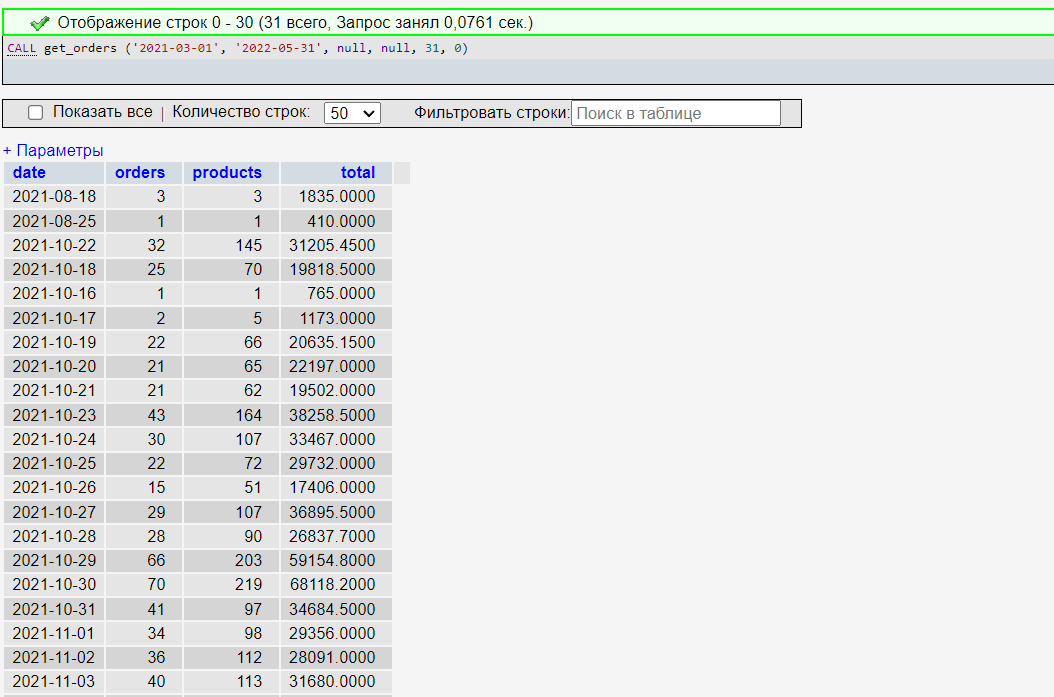 Отображение строк 0 - 30 (31 всего, Запрос занял 0,0761 сек.)
CALL get_orders ('2021-03-01', '2022-05-31', null, null, 31, 0)
Показать все | Количество строк: 50 Фильтровать строки: Поиск в таблице
+ Параметры
date orders products total
2021-08-18 3 3 1835.0000
2021-08-25 1 1 410.0000
2021-10-22 32 145 31205.4500
2021-10-18 25 70 19818.5000
2021-10-16 1 1 765.0000
2021-10-17 2 5 1173.0000
2021-10-19 22 66 20635.1500
2021-10-20 21 65 22197.0000
2021-10-21 21 62 19502.0000
2021-10-23 43 164 38258.5000
2021-10-24 30 107 33467.0000
2021-10-25 22 72 29732.0000
2021-10-26 15 51 17406.0000
2021-10-27 29 107 36895.5000
2021-10-28 28 90 26837.7000
2021-10-29 66 203 59154.8000
2021-10-30 70 219 68118.2000
2021-10-31 41 97 34684.5000
2021-11-01 34 98 29356.0000
2021-11-02 36 112 28091.0000
2021-11-03 40 113 31680.0000